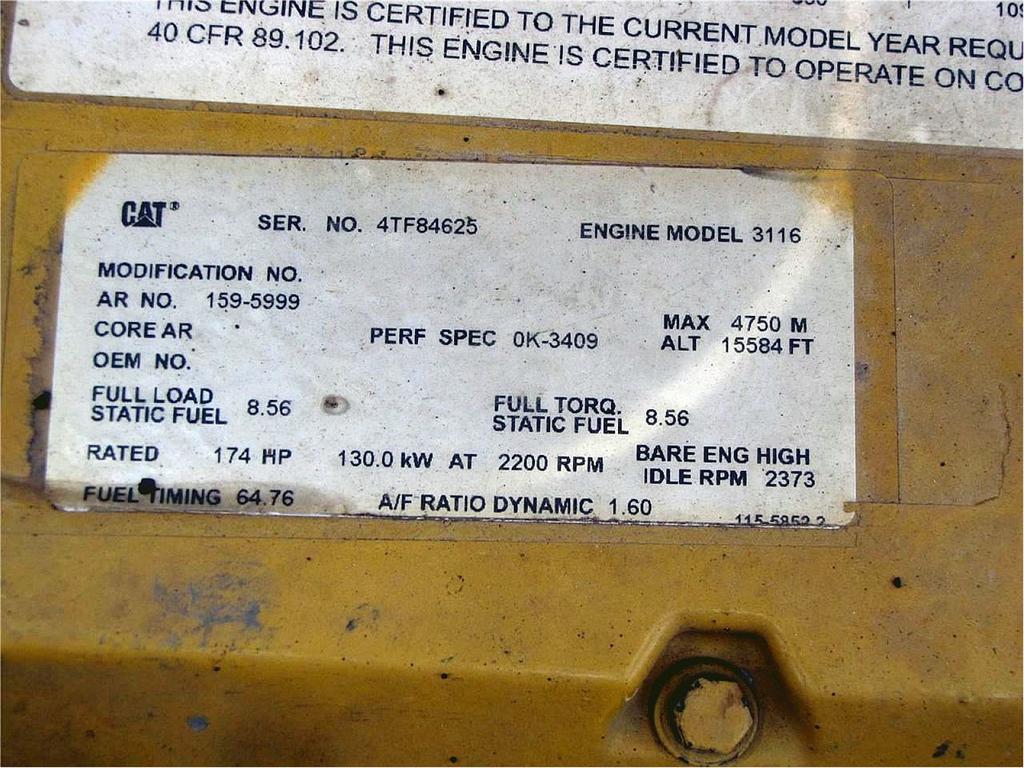 THIS ENGINE IS CERTIFIED TO THE CURRENT MODEL YEAR REQU
40 CFR 89.102. THIS ENGINE IS CERTIFIED TO OPERATE ON CO
CAT® SER. NO. 4TF84625 ENGINE MODEL 3116
MODIFICATION NO.
AR NO. 159-5999
CORE AR PERF SPEC 0K-3409 MAX 4750 M
OEM NO. ALT 15584 FT
FULL LOAD FULL TORQ.
STATIC FUEL 8.56 STATIC FUEL 8.56
RATED 174 HP 130.0 kW AT 2200 RPM BARE ENG HIGH
IDLE RPM 2373
FUEL TIMING 64.76 A/F RATIO DYNAMIC 1.60